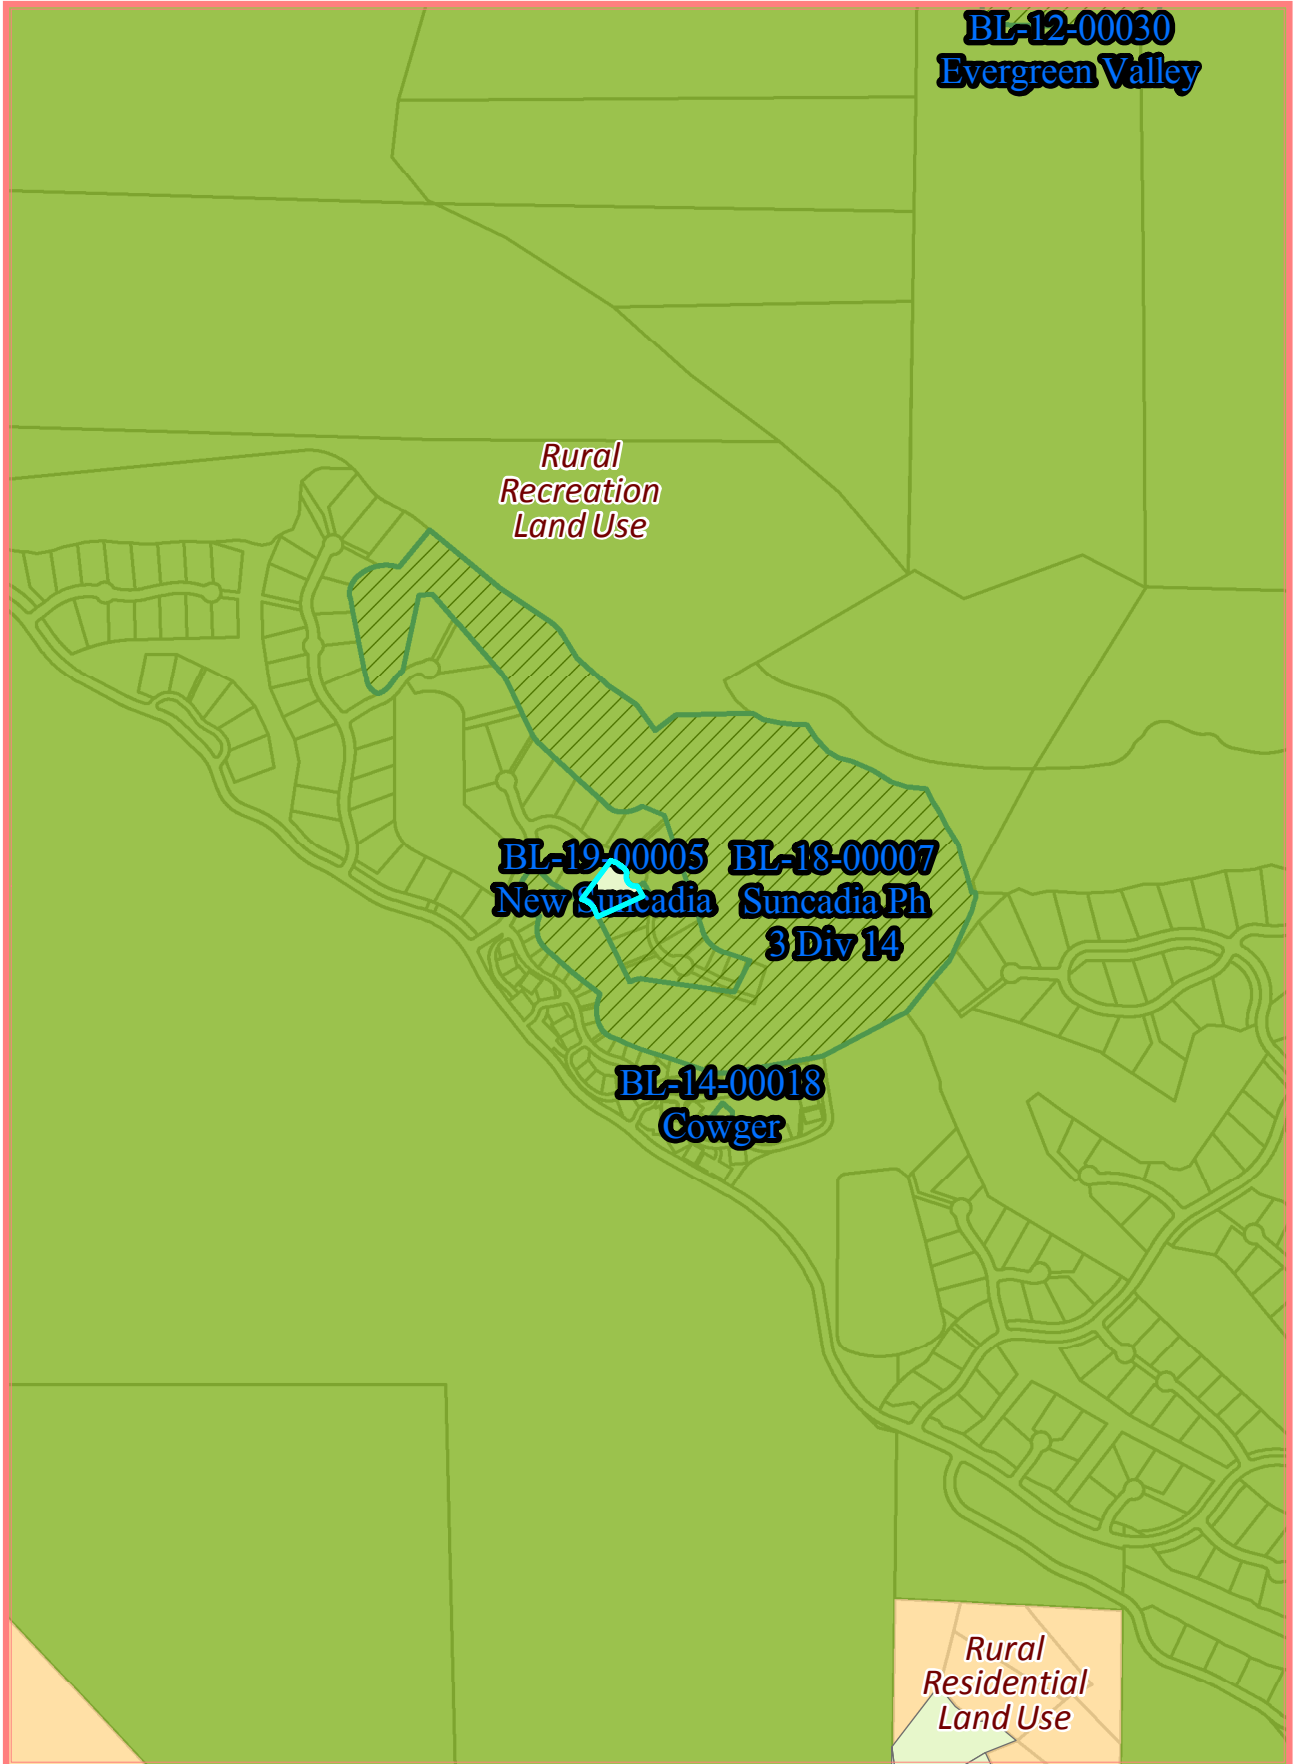 BL-12-00030
Evergreen Valley
Rural
Recreation
Land Use
BL-19-00005
New Suncadia
BL-18-00007
Suncadia Ph
3 Div 14
BL-14-00018
Cowger
Rural
Residential
Land Use